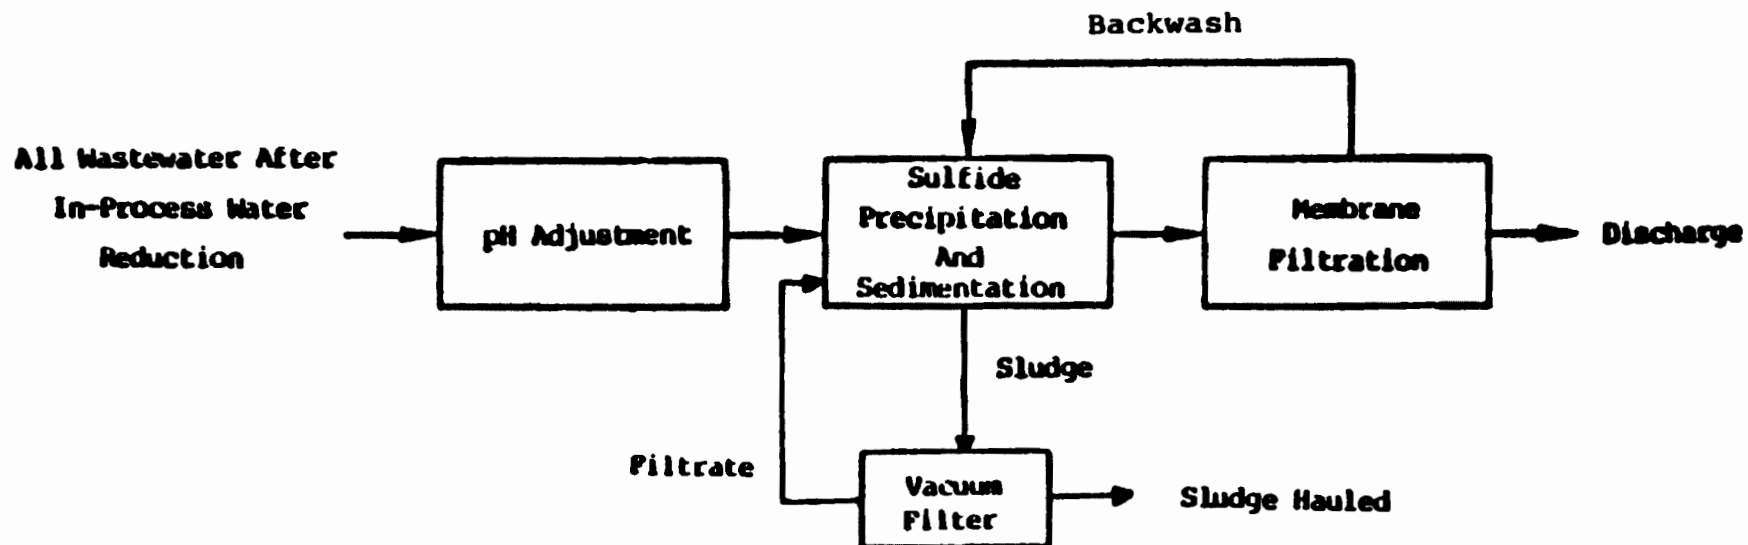 Backwash
All Wastewater After
In-Process Water
Reduction
pH Adjustment
Sulfide
Precipitation
And
Sedimentation
Membrane
Filtration
Discharge
Sludge
Filtrate
Vacuum
Filter
Sludge Hauled